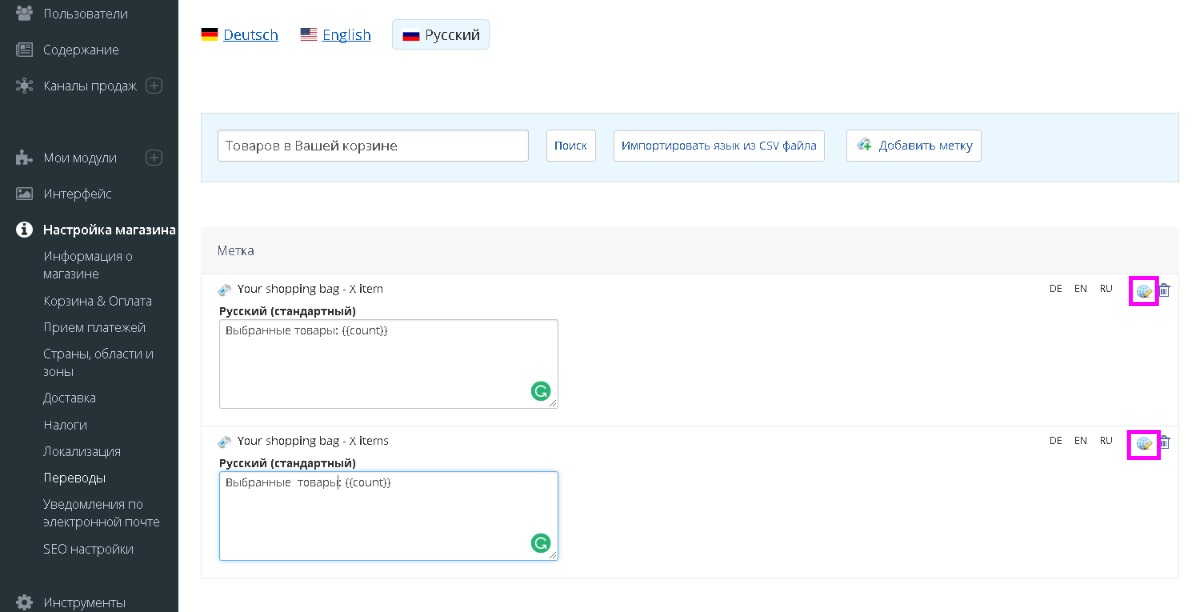 Пользователи
Содержание
Каналы продаж
Мои модули
Интерфейс
Настройка магазина
Информация о
магазине
Корзина & Оплата
Прием платежей
Страны, области и
зоны
Доставка
Налоги
Локализация
Переводы
Уведомления по
электронной почте
SEO настройки
Инструменты
Deutsch English Русский
Товаров в Вашей корзине Поиск Импортировать язык из CSV файла Добавить метку
Метка
Your shopping bag - X item DE EN RU
Русский (стандартный)
Выбранные товары: {{count}}
Your shopping bag - X items DE EN RU
Русский (стандартный)
Выбранные товары: {{count}}